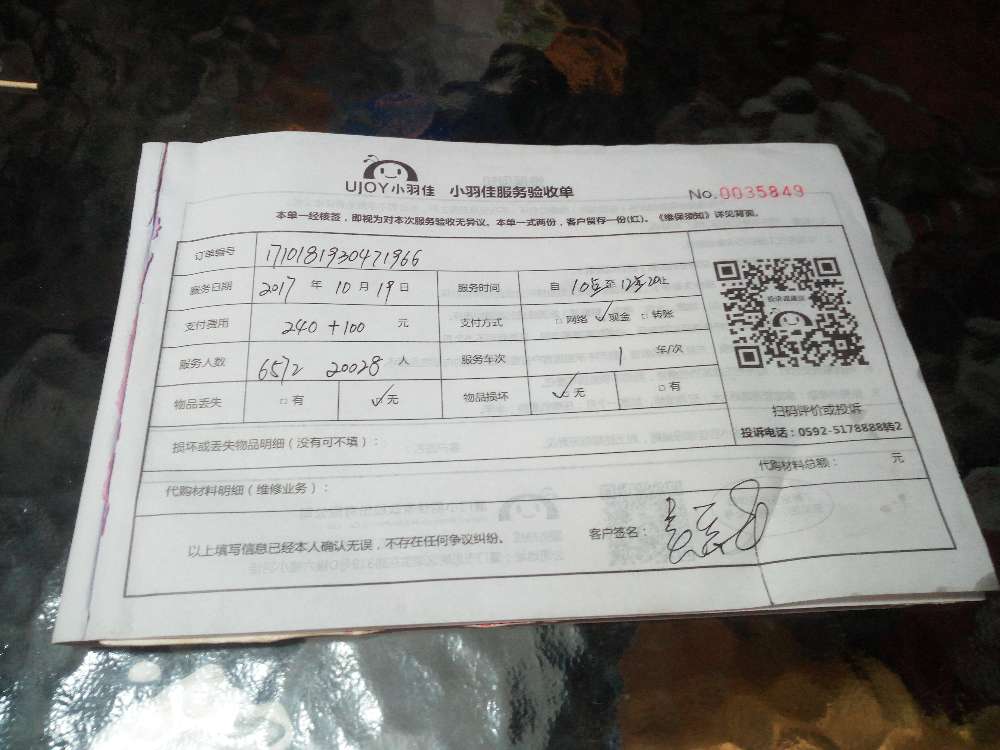 UJOY小羽佳 小羽佳服务验收单 No.0035849
本单一经核签，即视为对本次服务验收无异议。本单一式两份，客户留存一份(红)。《维保须知》详见背面。
订单编号 1710181930471966
服务日期 2017 年 10 月 19 日 服务时间 自 10点至 12点20止
支付费用 240 +100 元 支付方式 □网络 ✓现金 □转账
服务人数 6572 20028 人 服务车次 1 车/次
物品丢失 □有 ✓无 物品损坏 ✓无 □有
扫码评价或投诉
投诉电话：0592-5178888转2
损坏或丢失物品明细（没有可不填）：
代购材料明细（维修业务）： 代购材料总额： 元
以上填写信息已经本人确认无误，不存在任何争议纠纷。 客户签名：